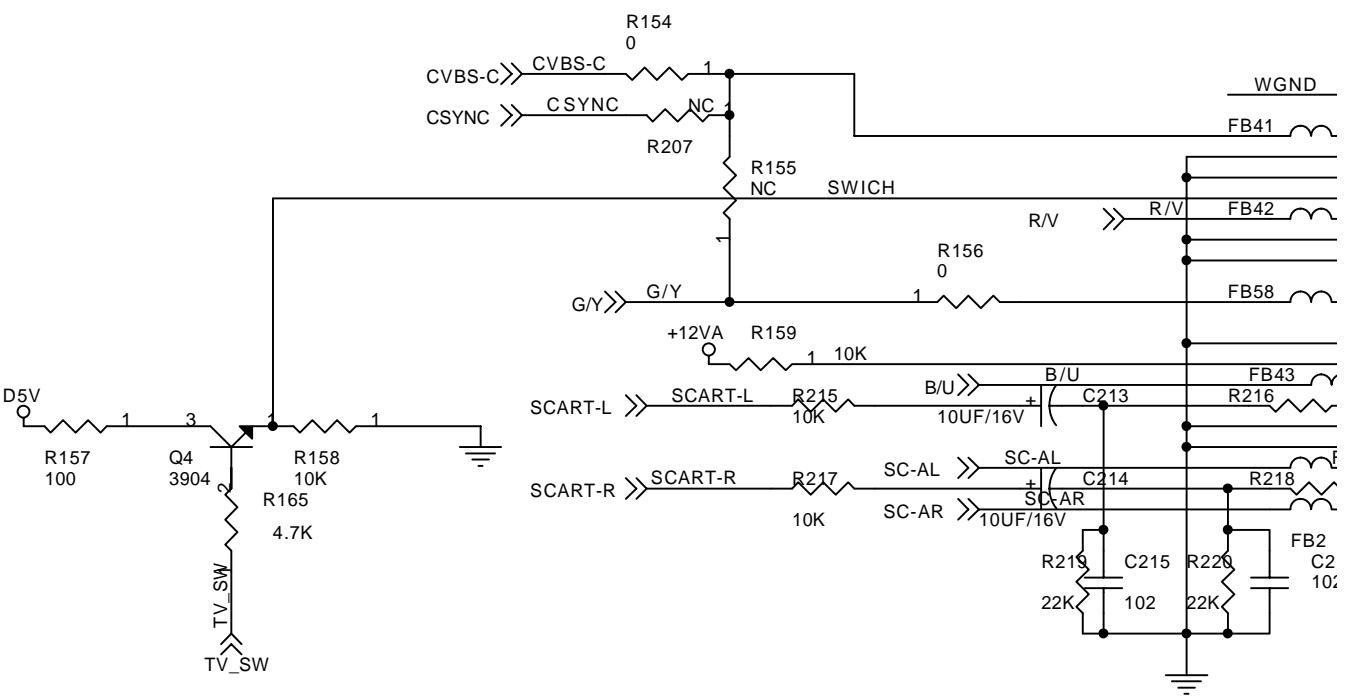 R154
0
CVBS-C
CVBS-C
1
WGND
CSYNC
CSYNC
NC
1
FB41
R207
R155
NC
SWICH
R/V
R/V
FB42
1
R156
0
G/Y
G/Y
1
FB58
+12VA
R159
1
10K
B/U
B/U
FB43
D5V
SCART-L
SCART-L
R215
10K
+
10UF/16V
C213
R216
1
3
1
1
R157
100
Q4
3904
R158
10K
2
R165
4.7K
SCART-R
SCART-R
R217
10K
SC-AL
SC-AL
+
C214
R218
SC-AR
SC-AR
10UF/16V
FB2
R219
22K
C215
102
R220
22K
C2
102
1
TV_SW
TV_SW